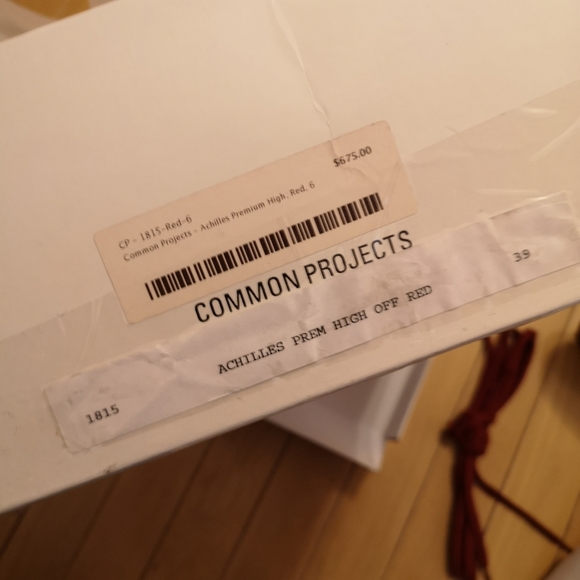 $675.00
CP - 1815-Red-6
Common Projects - Achilles Premium High, Red, 6
COMMON PROJECTS
39
ACHILLES PREM HIGH OFF RED
1815